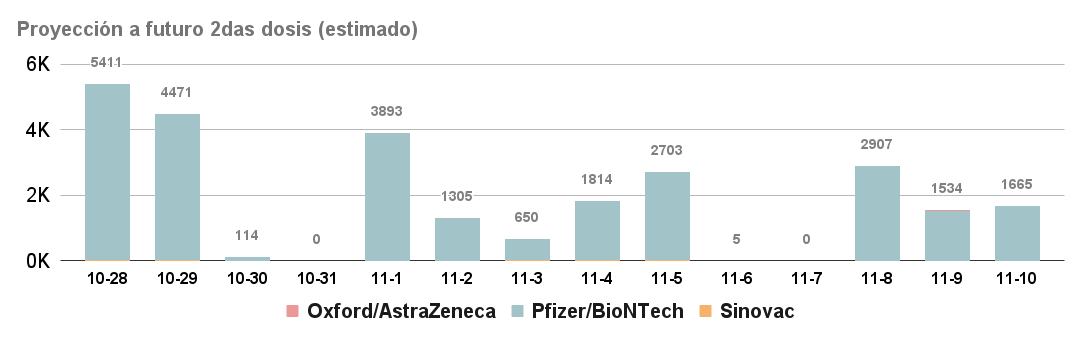 Proyección a futuro 2das dosis (estimado)
6K
5411
4471
4K
3893
2907
2703
2K
1814
1665
1534
1305
650
114
0
5
0
0K
10-28 10-29 10-30 10-31 11-1 11-2 11-3 11-4 11-5 11-6 11-7 11-8 11-9 11-10
Oxford/AstraZeneca Pfizer/BioNTech Sinovac